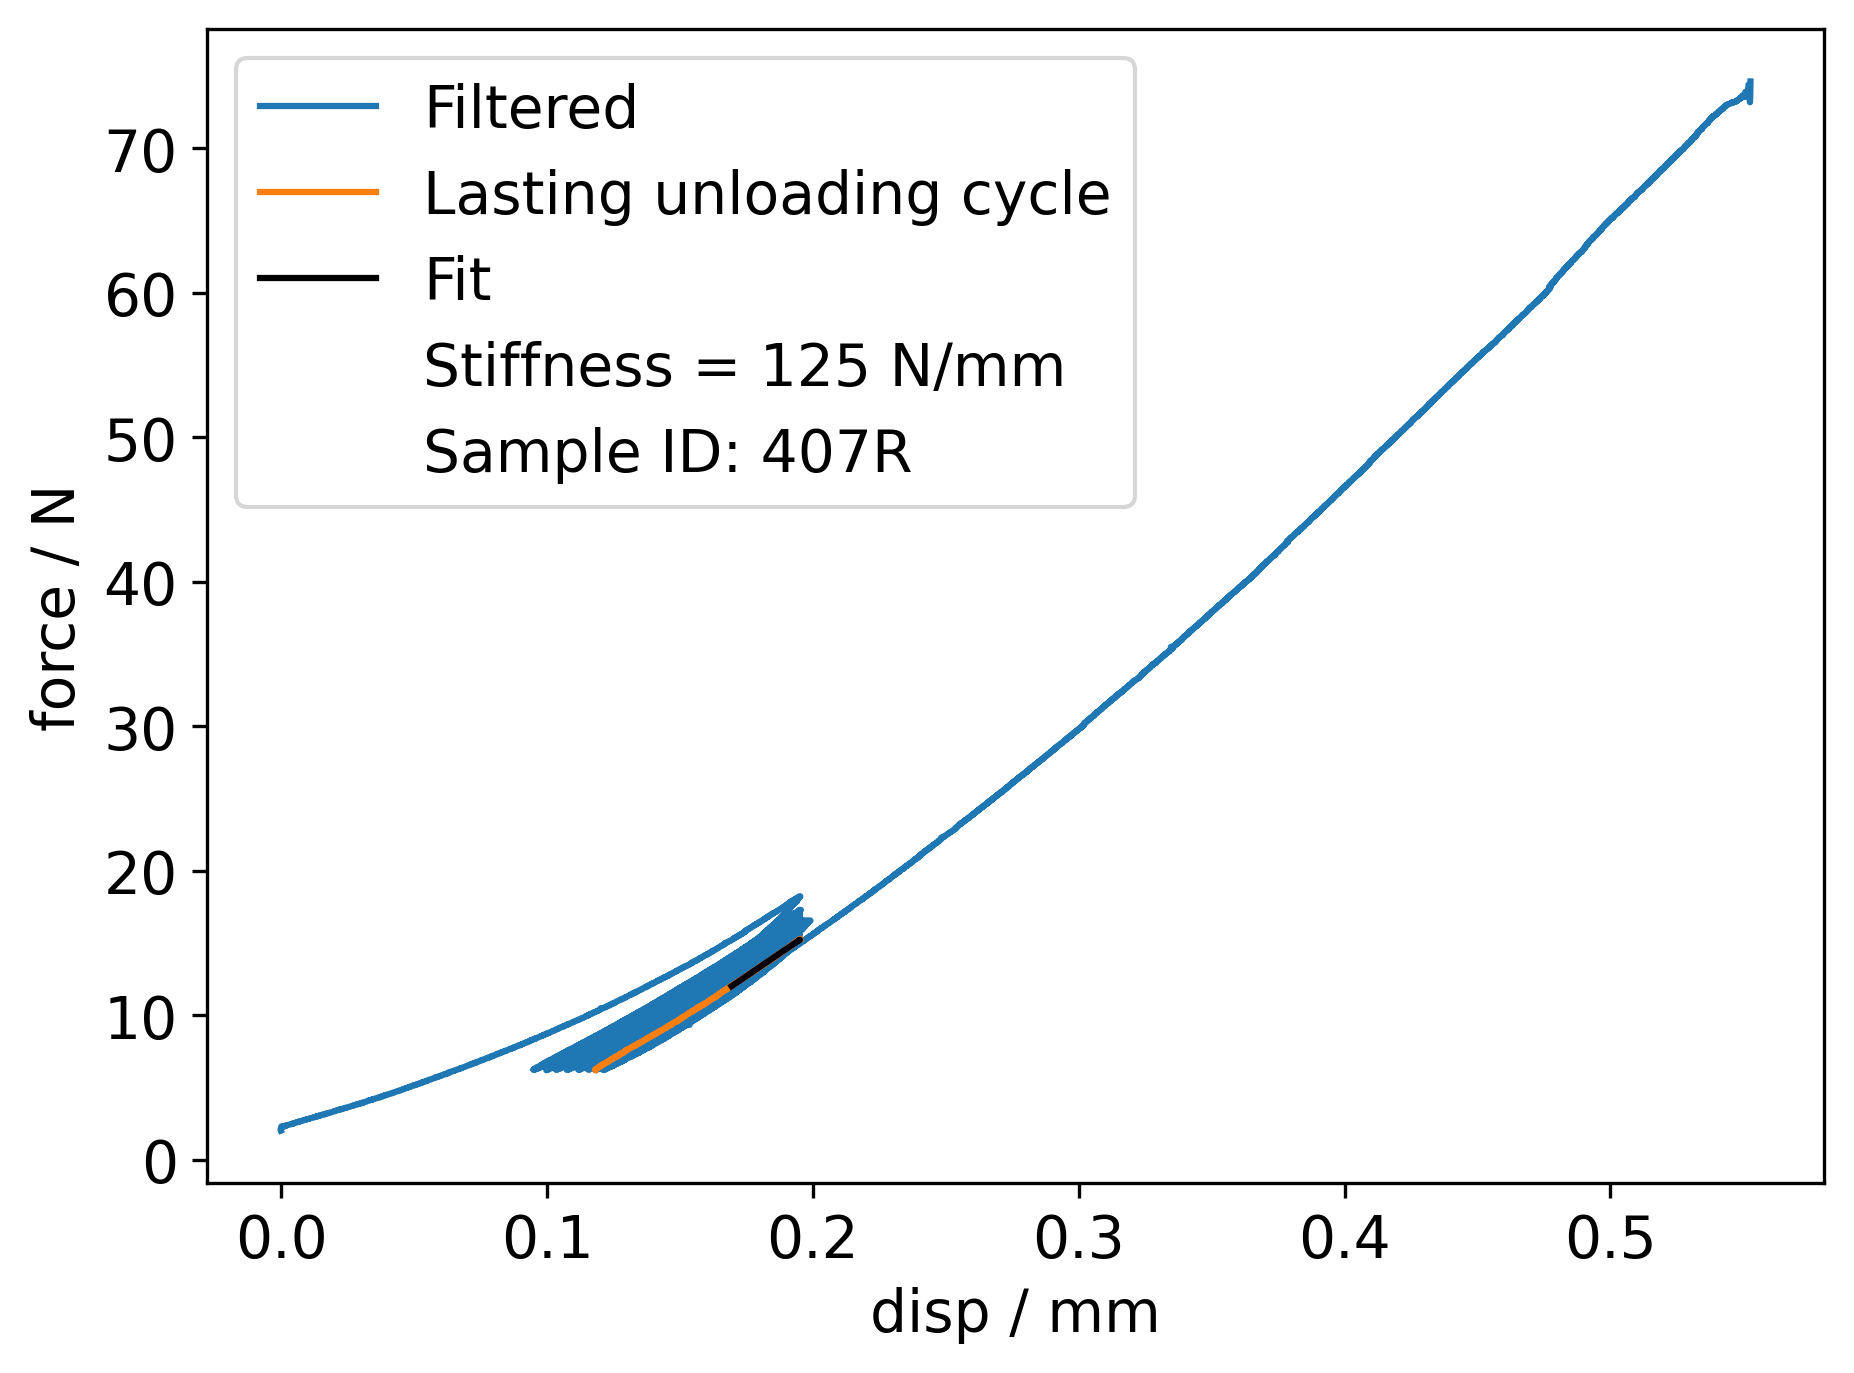 Filtered
Lasting unloading cycle
Fit
Stiffness = 125 N/mm
Sample ID: 407R
70
60
50
40
30
20
10
0
force / N
0.0 0.1 0.2 0.3 0.4 0.5
disp / mm